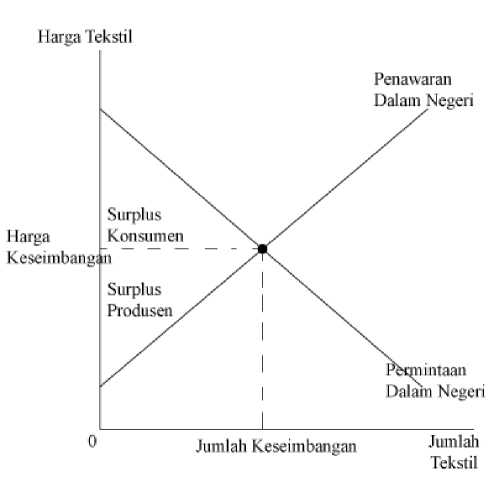 Harga Tekstil
Penawaran
Dalam Negeri
Surplus
Konsumen
Harga
Keseimbangan
Surplus
Produsen
Permintaan
Dalam Negeri
0
Jumlah Keseimbangan
Jumlah
Tekstil